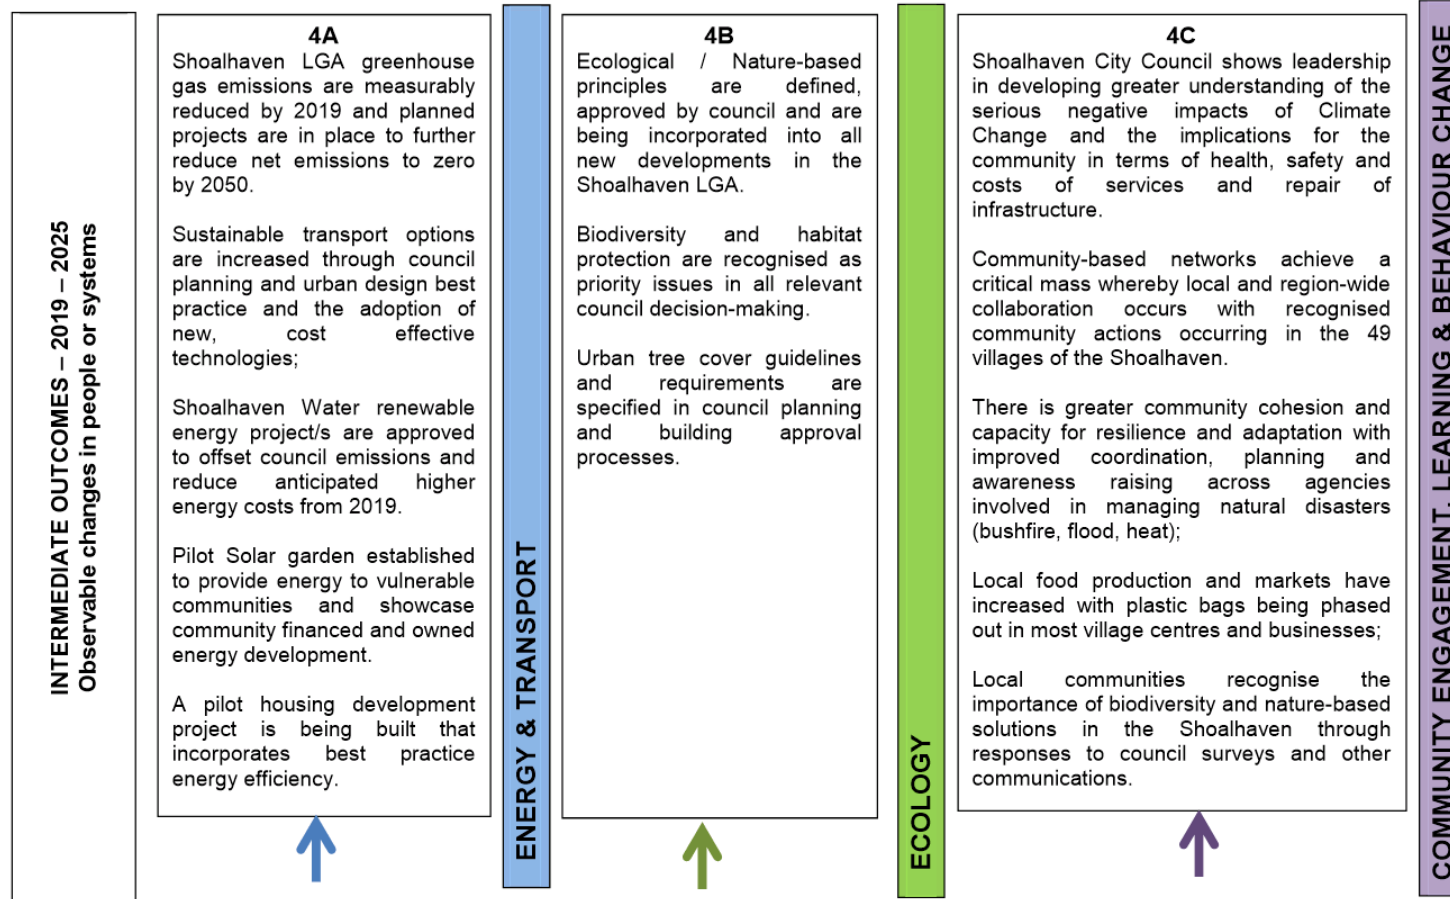 INTERMEDIATE OUTCOMES – 2019 – 2025
Observable changes in people or systems
4A
Shoalhaven LGA greenhouse
gas emissions are measurably
reduced by 2019 and planned
projects are in place to further
reduce net emissions to zero
by 2050.
Sustainable transport options
are increased through council
planning and urban design best
practice and the adoption of
new, cost effective
technologies;
Shoalhaven Water renewable
energy project/s are approved
to offset council emissions and
reduce anticipated higher
energy costs from 2019.
Pilot Solar garden established
to provide energy to vulnerable
communities and showcase
community financed and owned
energy development.
A pilot housing development
project is being built that
incorporates best practice
energy efficiency.
ENERGY & TRANSPORT
4B
Ecological / Nature-based
principles are defined,
approved by council and are
being incorporated into all
new developments in the
Shoalhaven LGA.
Biodiversity and habitat
protection are recognised as
priority issues in all relevant
council decision-making.
Urban tree cover guidelines
and requirements are
specified in council planning
and building approval
processes.
ECOLOGY
4C
Shoalhaven City Council shows leadership
in developing greater understanding of the
serious negative impacts of Climate
Change and the implications for the
community in terms of health, safety and
costs of services and repair of
infrastructure.
Community-based networks achieve a
critical mass whereby local and region-wide
collaboration occurs with recognised
community actions occurring in the 49
villages of the Shoalhaven.
There is greater community cohesion and
capacity for resilience and adaptation with
improved coordination, planning and
awareness raising across agencies
involved in managing natural disasters
(bushfire, flood, heat);
Local food production and markets have
increased with plastic bags being phased
out in most village centres and businesses;
Local communities recognise the
importance of biodiversity and nature-based
solutions in the Shoalhaven through
responses to council surveys and other
communications.
COMMUNITY ENGAGEMENT, LEARNING & BEHAVIOUR CHANGE